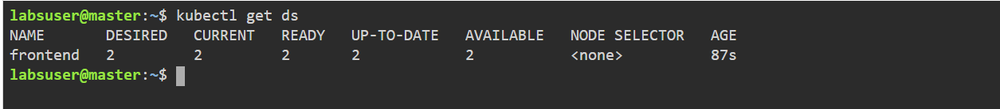 labsuser@master:~$ kubectl get ds
NAME DESIRED CURRENT READY UP-TO-DATE AVAILABLE NODE SELECTOR AGE
frontend 2 2 2 2 2 <none> 87s
labsuser@master:~$